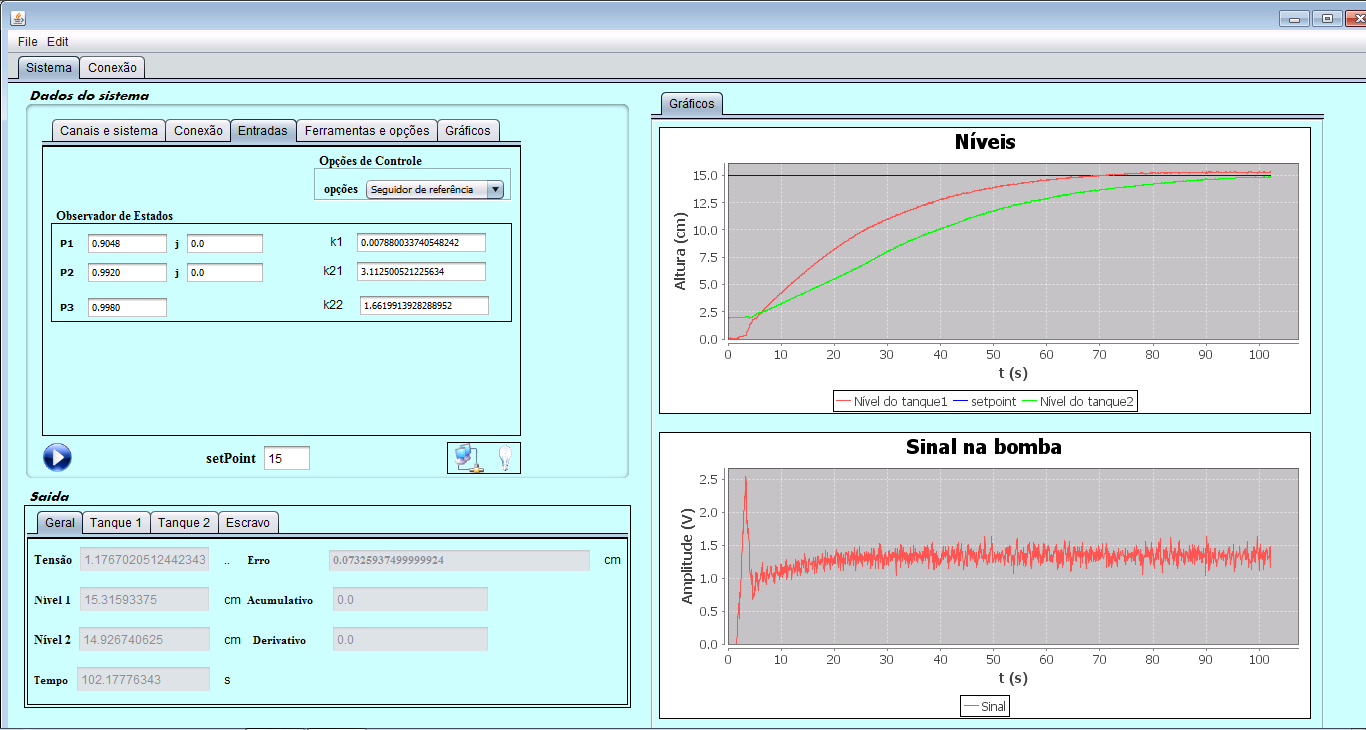 File Edit
Sistema Conexão
Dados do sistema
Canais e sistema Conexão Entradas Ferramentas e opções Gráficos
Opções de Controle
opções Seguidor de referência
Observador de Estados
P1 0.9048 j 0.0 k1 0.007880033740548242
P2 0.9920 j 0.0 k21 3.112500521225634
P3 0.9980 k22 1.6619913928288952
setPoint 15
Saida
Geral Tanque 1 Tanque 2 Escravo
Tensão 1.1767020512442343 .. Erro 0.07325937499999924 cm
Nível 1 15.31593375 cm Acumulativo 0.0
Nível 2 14.926740625 cm Derivativo 0.0
Tempo 102.17776343 s
Gráficos
Níveis
Altura (cm)
15.0
12.5
10.0
7.5
5.0
2.5
0.0
0 10 20 30 40 50 60 70 80 90 100
t (s)
Nível do tanque1 setpoint Nível do tanque2
Sinal na bomba
Amplitude (V)
2.5
2.0
1.5
1.0
0.5
0.0
0 10 20 30 40 50 60 70 80 90 100
t (s)
Sinal